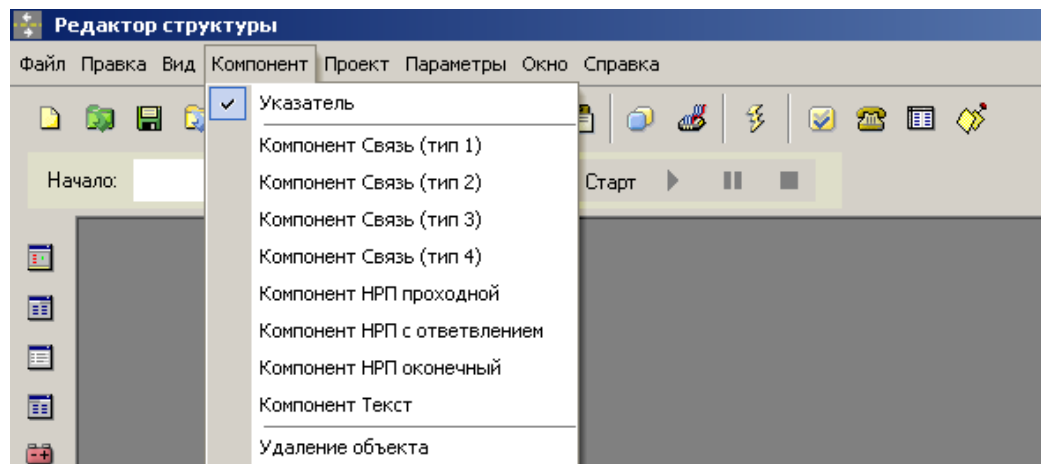 Редактор структуры
Файл Правка Вид Компонент Проект Параметры Окно Справка
Указатель
Компонент Связь (тип 1)
Компонент Связь (тип 2)
Начало: Старт
Компонент Связь (тип 3)
Компонент Связь (тип 4)
Компонент НРП проходной
Компонент НРП с ответвлением
Компонент НРП оконечный
Компонент Текст
Удаление объекта